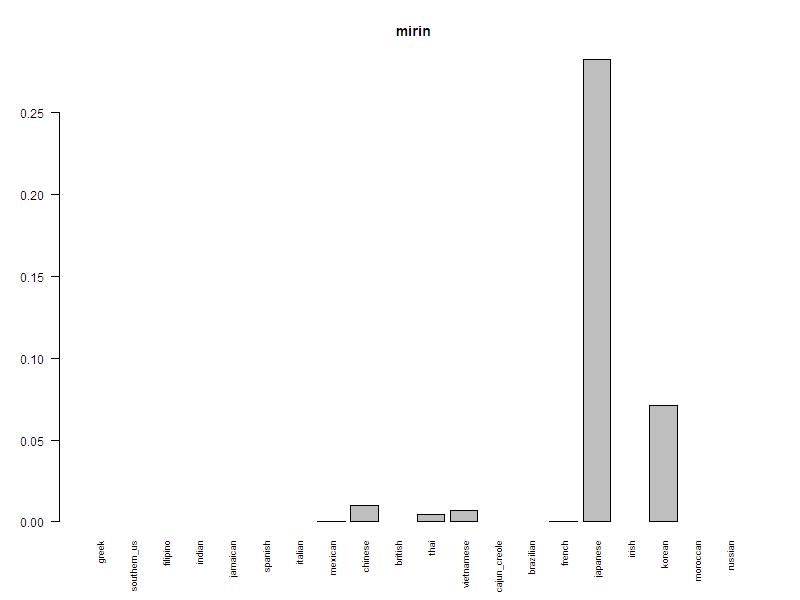 mirin
0.25
0.20
0.15
0.10
0.05
0.00
greek
southern_us
filipino
indian
jamaican
spanish
italian
mexican
chinese
british
thai
vietnamese
cajun_creole
brazilian
french
japanese
irish
korean
moroccan
russian